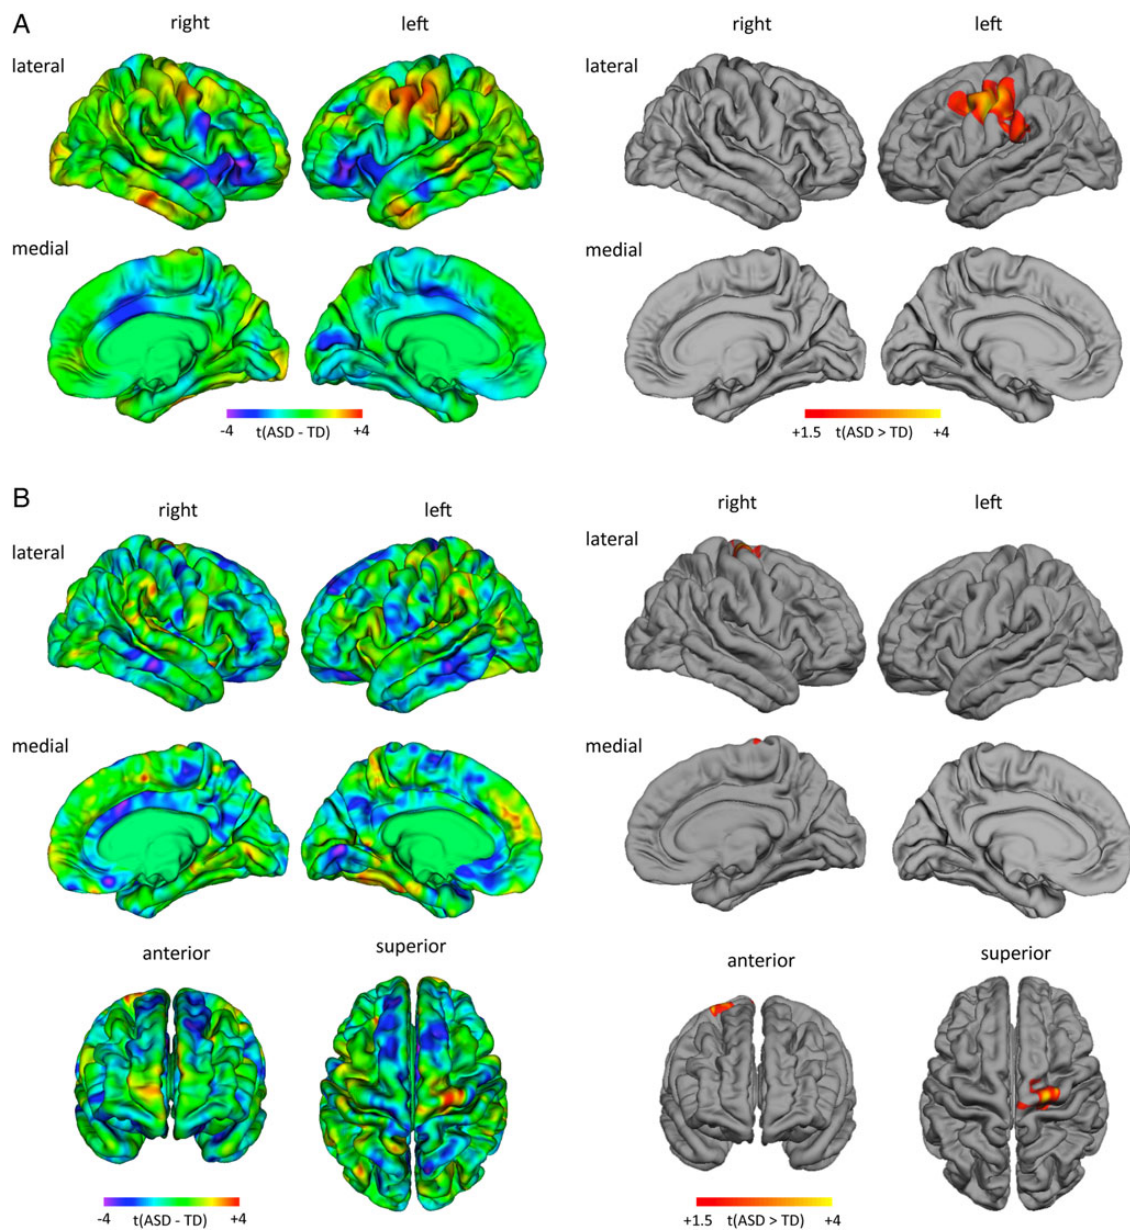 A
right left right left
lateral lateral
medial medial
-4 t(ASD - TD) +4 +1.5 t(ASD > TD) +4
B
right left right left
lateral lateral
medial medial
anterior superior anterior superior
-4 t(ASD - TD) +4 +1.5 t(ASD > TD) +4